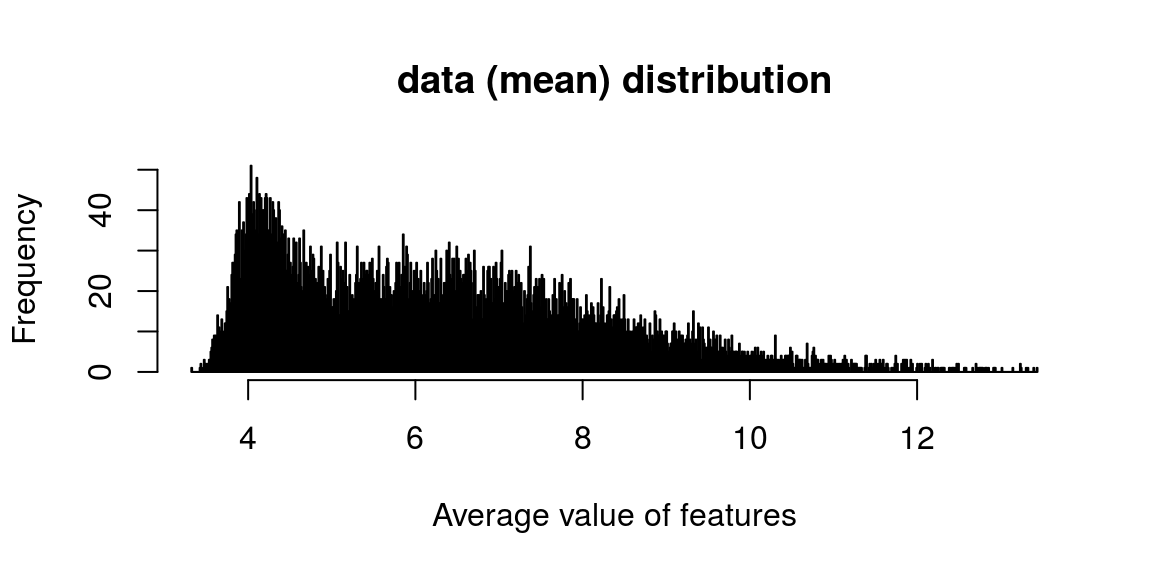 data (mean) distribution
Frequency
0 20 40
4 6 8 10 12
Average value of features